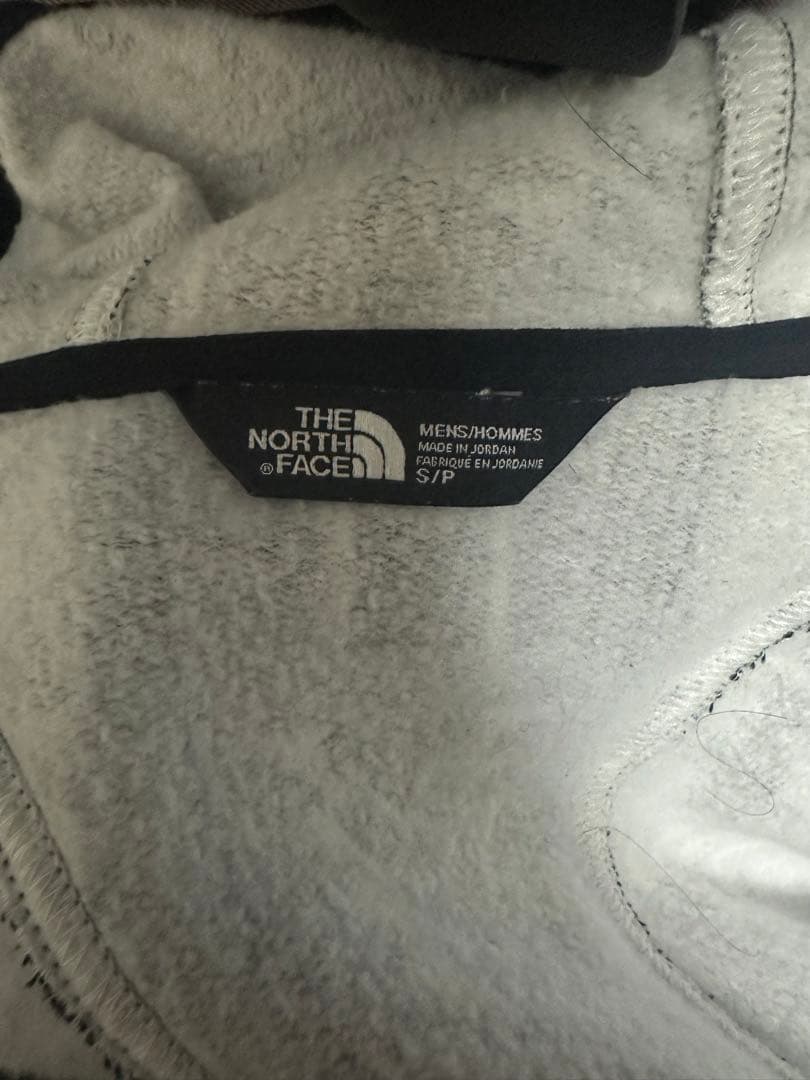 THE
NORTH
® FACE
MENS/HOMMES
MADE IN JORDAN
FABRIQUÉ EN JORDANIE
S/P